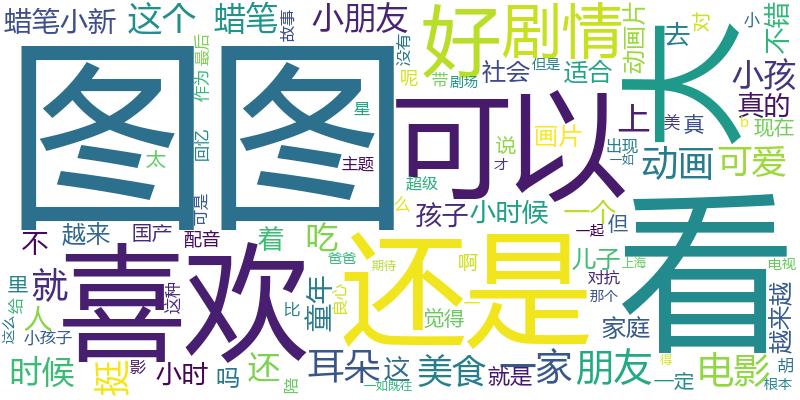 蜡笔小新
这个
蜡笔
故事
小朋友
好
剧情
动画片
大
去
对
小
不错
图图
作为
最后
没有
呢
带
剧场
社会
但是
适合
小孩
真的
太
回忆
星
主题
可以
上
美
真
b
现在
可是
超级
说
才
画片
出现
一如
动画
可爱
不
越来
国产
配音
着
吃
么
孩子
小时候
一个
一起
但
看
喜欢
还是
爸爸
期待
啊
儿子
上海
对抗
那个
电视
里
给
就
这种
比
童年
良心
觉得
一
家庭
越来越
这么
人
小孩子
时候
挺
影
小时
吗
还
陪
耳朵
这
一如既往
美食
就是
一家
朋友
一定
得
电影
胡
根本